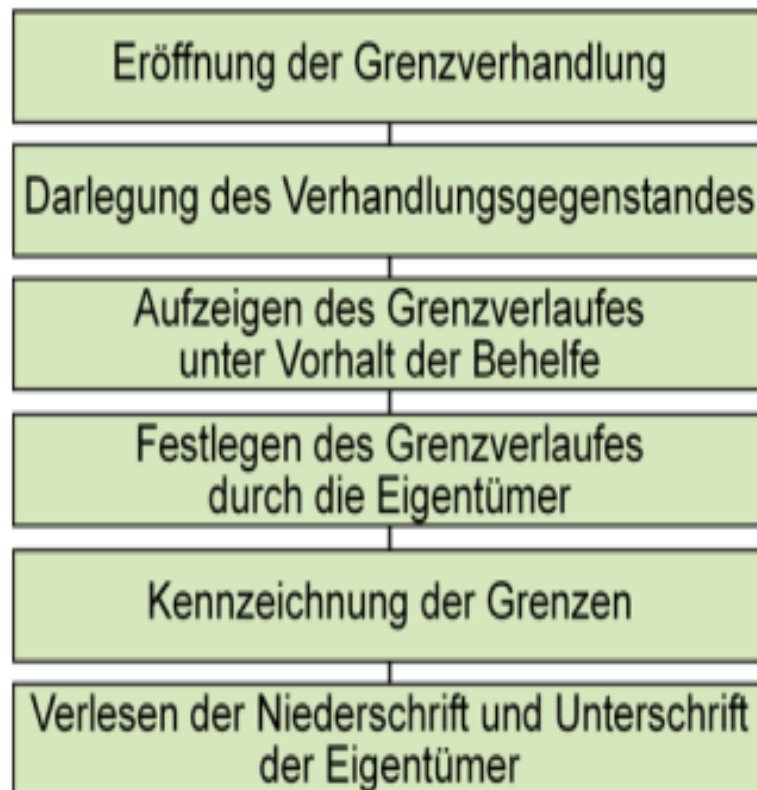 Eröffnung der Grenzverhandlung
Darlegung des Verhandlungsgegenstandes
Aufzeigen des Grenzverlaufes
unter Vorhalt der Behelfe
Festlegen des Grenzverlaufes
durch die Eigentümer
Kennzeichnung der Grenzen
Verlesen der Niederschrift und Unterschrift
der Eigentümer